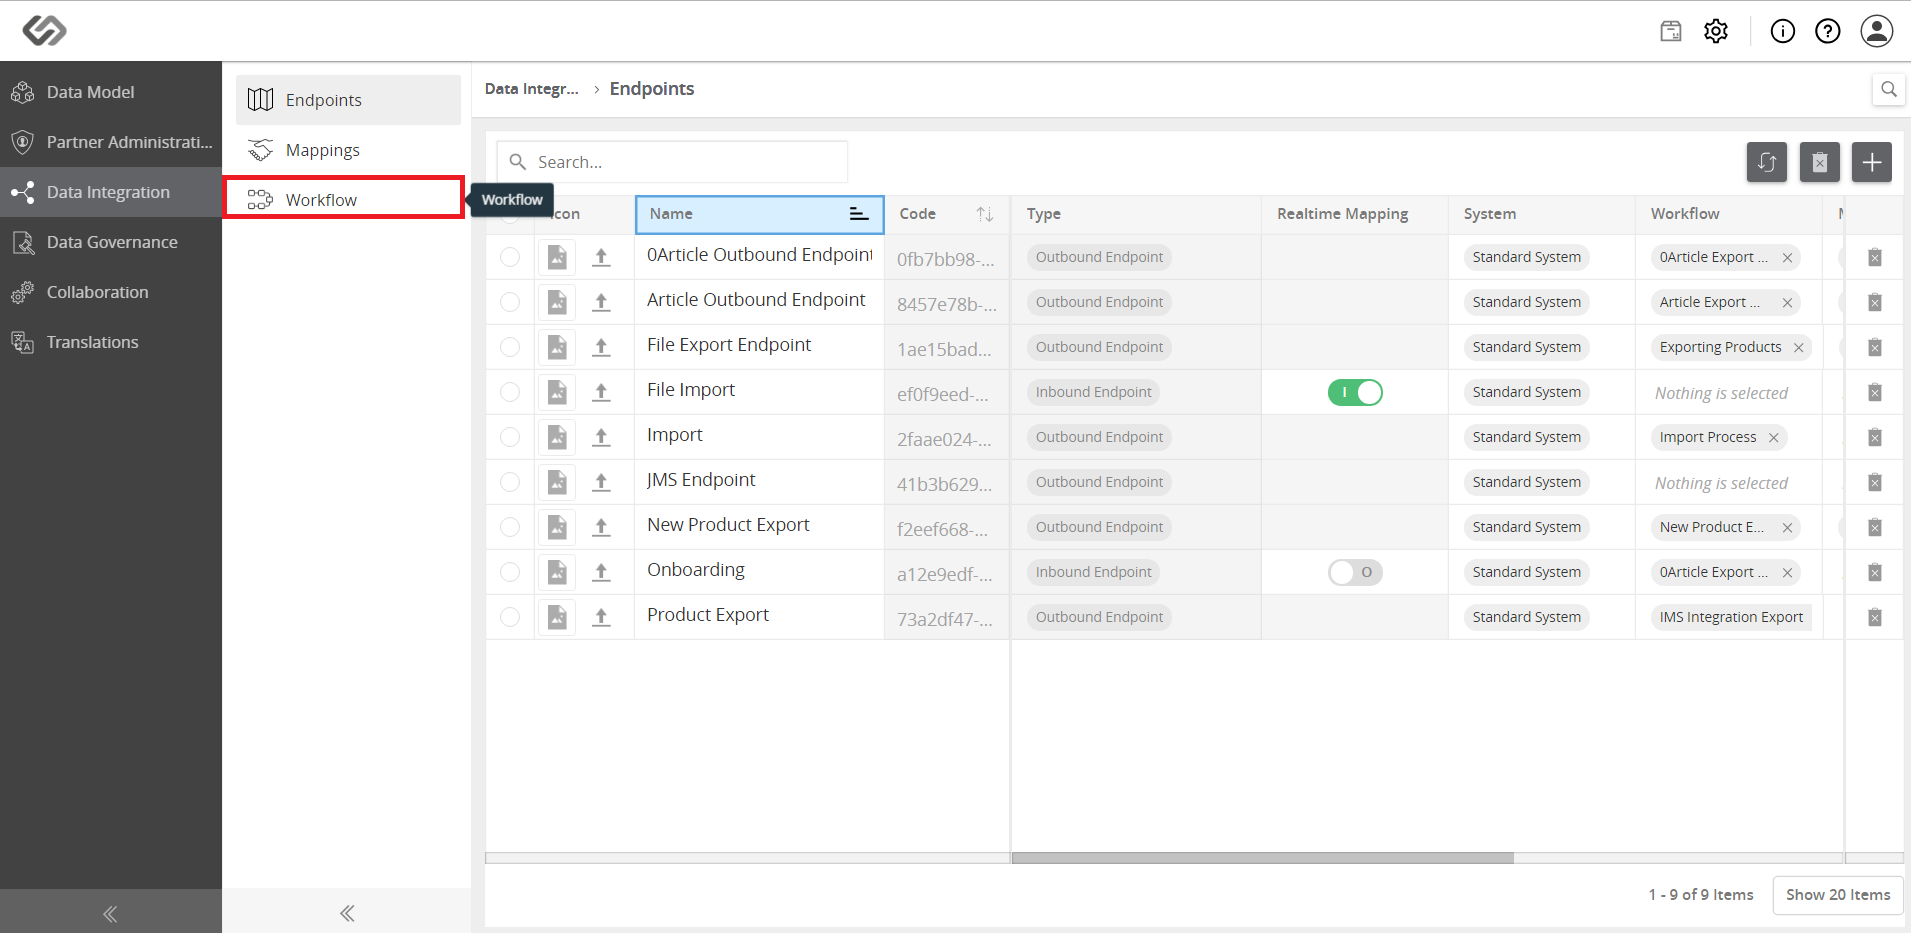 Data Model
Partner Administrati...
Data Integration
Data Governance
Collaboration
Translations
Endpoints
Mappings
Workflow
Workflow
Data Integr... › Endpoints
Search...
Name Code Type Realtime Mapping System Workflow
0Article Outbound Endpoint 0fb7bb98-... Outbound Endpoint Standard System 0Article Export ...
Article Outbound Endpoint 8457e78b-... Outbound Endpoint Standard System Article Export ...
File Export Endpoint 1ae15bad... Outbound Endpoint Standard System Exporting Products
File Import ef0f9eed-... Inbound Endpoint Standard System Nothing is selected
Import 2faae024-... Outbound Endpoint Standard System Import Process
JMS Endpoint 41b3b629... Outbound Endpoint Standard System Nothing is selected
New Product Export f2eef668-... Outbound Endpoint Standard System New Product E...
Onboarding a12e9edf-... Inbound Endpoint Standard System 0Article Export ...
Product Export 73a2df47-... Outbound Endpoint Standard System IMS Integration Export
1 - 9 of 9 Items Show 20 Items